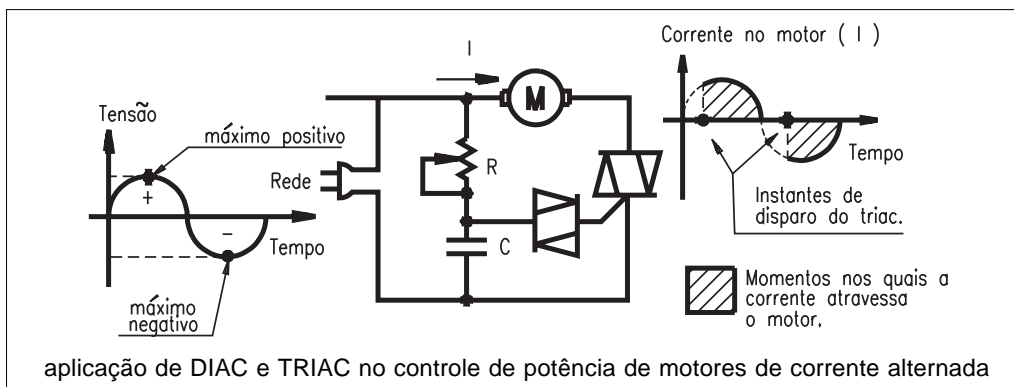 Tensão
máximo positivo
+
-
Tempo
máximo
negativo
Rede
I
M
R
C
Corrente no motor ( I )
Tempo
Instantes de
disparo do triac.
Momentos nos quais a
corrente atravessa
o motor.
aplicação de DIAC e TRIAC no controle de potência de motores de corrente alternada